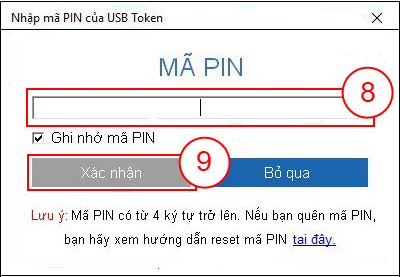 Nhập mã PIN của USB Token
MÃ PIN
8
Ghi nhớ mã PIN
9
Xác nhận
Bỏ qua
Lưu ý: Mã PIN có từ 4 ký tự trở lên. Nếu bạn quên mã PIN,
bạn hãy xem hướng dẫn reset mã PIN tại đây.